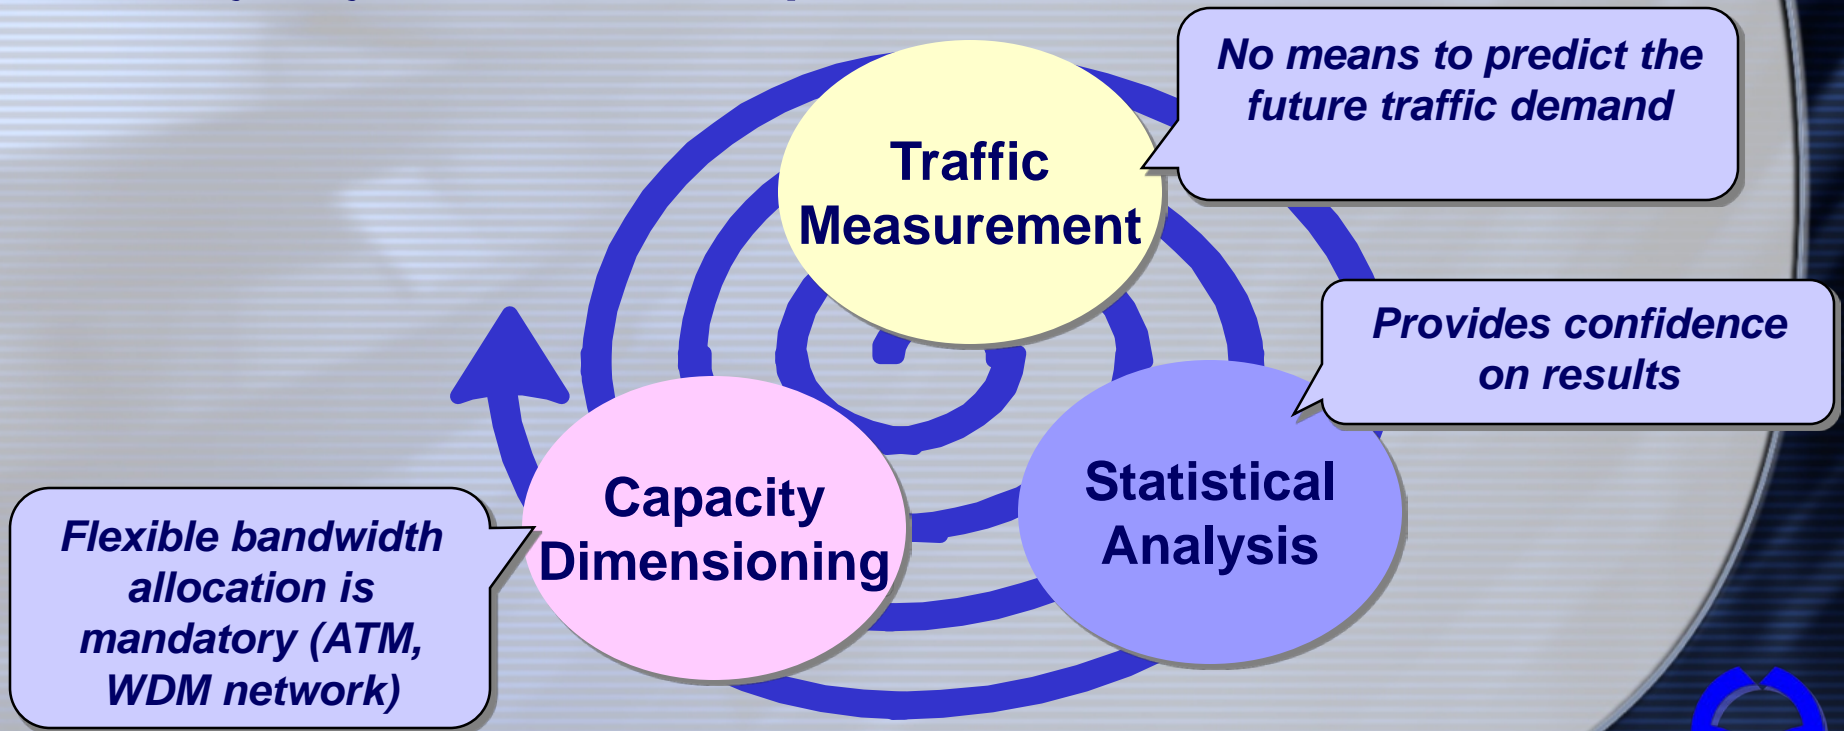 No means to predict the
future traffic demand
Traffic
Measurement
Provides confidence
on results
Statistical
Analysis
Capacity
Dimensioning
Flexible bandwidth
allocation is
mandatory (ATM,
WDM network)